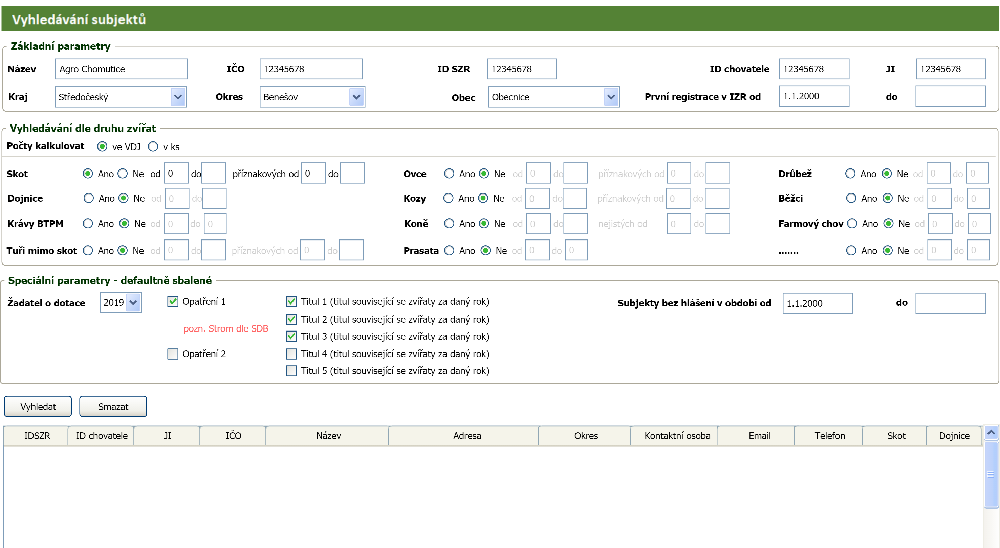 Vyhledávání subjektů
Základní parametry
Název Agro Chomutice IČO 12345678 ID SZR 12345678 ID chovatele 12345678 JI 12345678
Kraj Středočeský Okres Benešov Obec Obecnice První registrace v IZR od 1.1.2000 do
Vyhledávání dle druhu zvířat
Počty kalkulovat ve VDJ v ks
Skot Ano Ne od 0 do příznakových od 0 do Ovce Ano Ne od 0 do příznakových od 0 do Drůbež Ano Ne od 0 do 0
Dojnice Ano Ne od 0 do Kozy Ano Ne od 0 do příznakových od 0 do Běžci Ano Ne od 0 do 0
Krávy BTPM Ano Ne od 0 do 0 Koně Ano Ne od 0 do nejistých od 0 do Farmový chov Ano Ne od 0 do 0
Tuři mimo skot Ano Ne od 0 do příznakových od 0 do Prasata Ano Ne od 0 do 0 ....... Ano Ne od 0 do 0
Speciální parametry - defaultně sbalené
Žadatel o dotace 2019 Opatření 1 Titul 1 (titul související se zvířaty za daný rok) Subjekty bez hlášení v období od 1.1.2000 do
Titul 2 (titul související se zvířaty za daný rok)
pozn. Strom dle SDB
Titul 3 (titul související se zvířaty za daný rok)
Opatření 2 Titul 4 (titul související se zvířaty za daný rok)
Titul 5 (titul související se zvířaty za daný rok)
Vyhledat Smazat
IDSZR ID chovatele JI IČO Název Adresa Okres Kontaktní osoba Email Telefon Skot Dojnice